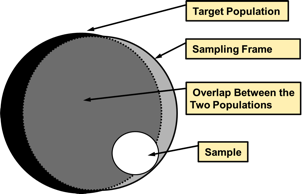 Target Population
Sampling Frame
Overlap Between the
Two Populations
Sample